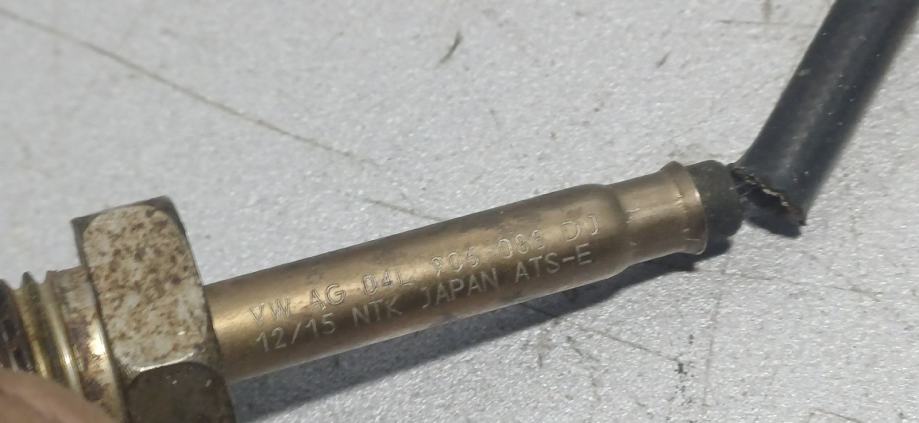 VW AG 04L 906 088 DJ
12/15 NTK JAPAN ATS-E